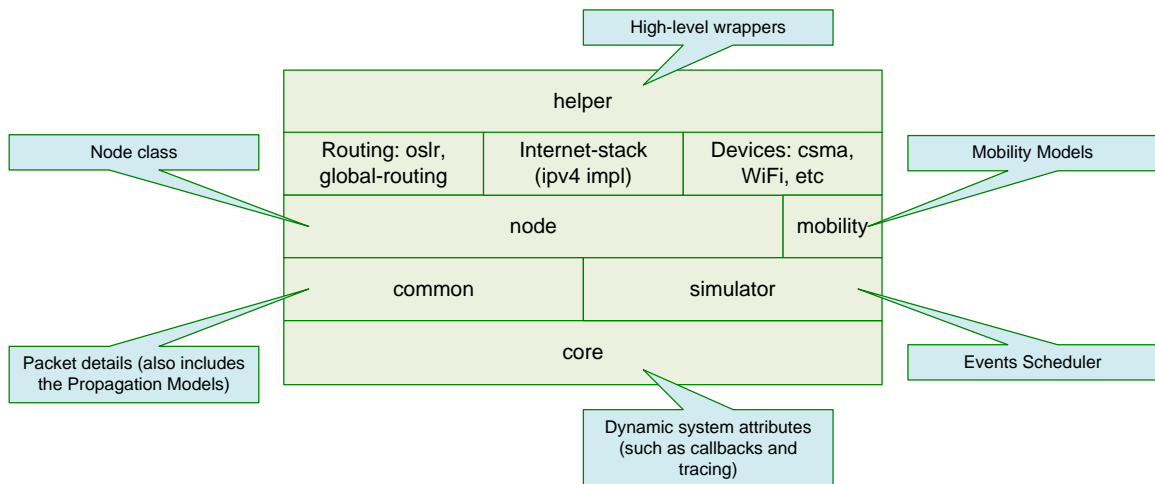 High-level wrappers
helper
Node class
Routing: oslr,
global-routing
Internet-stack
(ipv4 impl)
Devices: csma,
WiFi, etc
Mobility Models
node
mobility
common
simulator
Packet details (also includes
the Propagation Models)
core
Events Scheduler
Dynamic system attributes
(such as callbacks and
tracing)